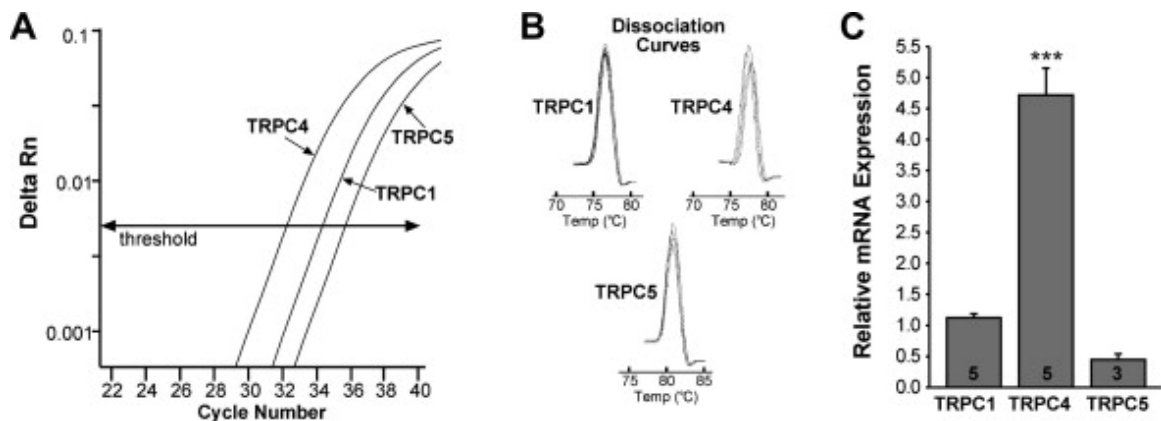 A
0.1
0.01
0.001
Delta Rn
TRPC4
TRPC5
TRPC1
threshold
22 24 26 28 30 32 34 36 38 40
Cycle Number
B
Dissociation
Curves
TRPC1
70 75 80
Temp (°C)
TRPC4
70 75 80
Temp (°C)
TRPC5
75 80 85
Temp (°C)
C
Relative mRNA Expression
5.5
5.0
4.5
4.0
3.5
3.0
2.5
2.0
1.5
1.0
0.5
0.0
***
5 5 3
TRPC1 TRPC4 TRPC5